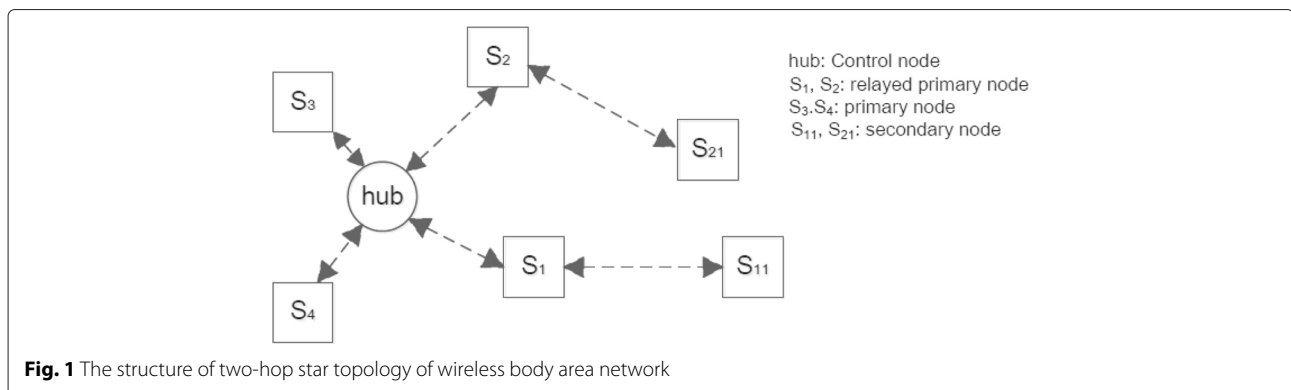 S₂
S₃
S₂₁
hub
S₁
S₁₁
S₄
hub: Control node
S₁, S₂: relayed primary node
S₃.S₄: primary node
S₁₁, S₂₁: secondary node
Fig. 1 The structure of two-hop star topology of wireless body area network